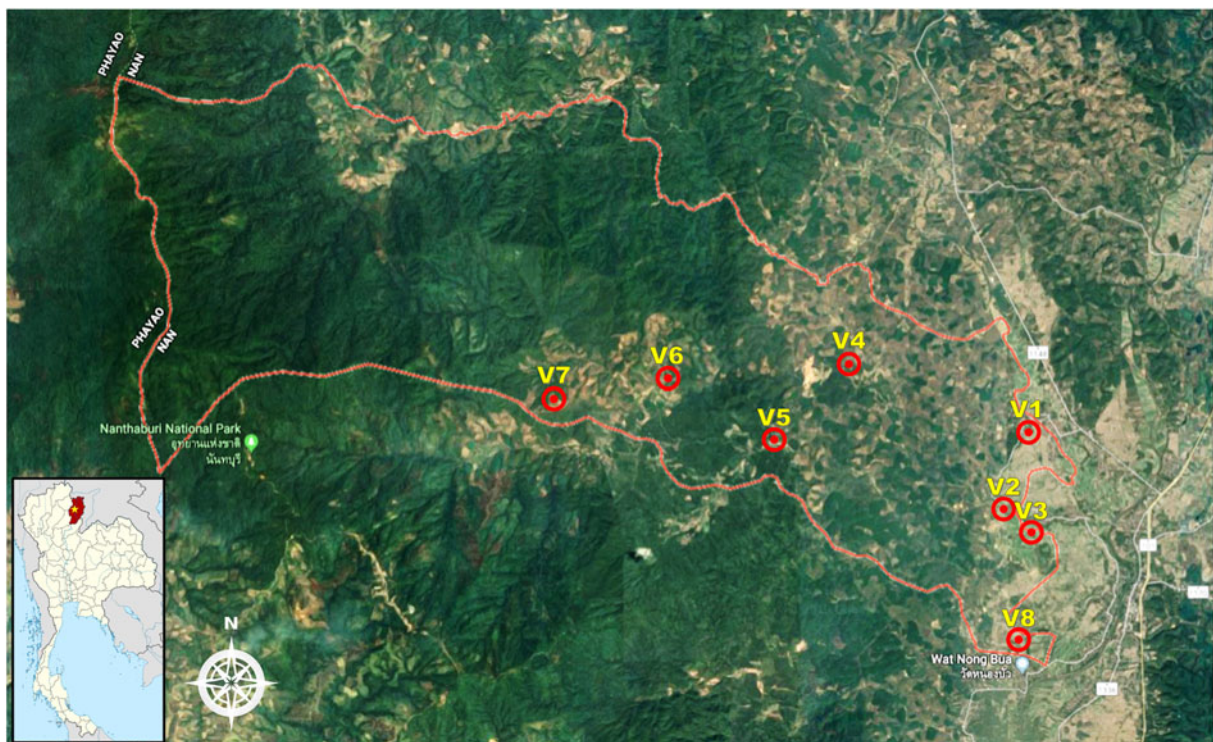 PHAYAO
NAN
V4
V6
V7
V5
V1
PHAYAO
NAN
Nanthaburi National Park
อุทยานแห่งชาติ
นันทบุรี
V2
V3
V8
N
Wat Nong Bua
วัดหนองบัว